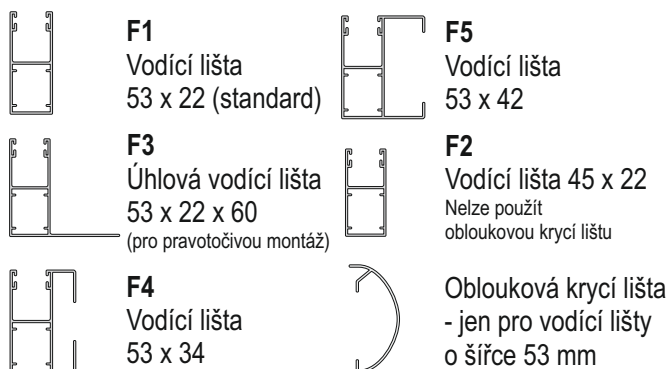 F1
Vodící lišta
53 x 22 (standard)
F3
Úhlová vodící lišta
53 x 22 x 60
(pro pravotočivou montáž)
F4
Vodící lišta
53 x 34
F5
Vodící lišta
53 x 42
F2
Vodící lišta 45 x 22
Nelze použít
obloukovou krycí lištu
Oblouková krycí lišta
- jen pro vodící lišty
o šířce 53 mm